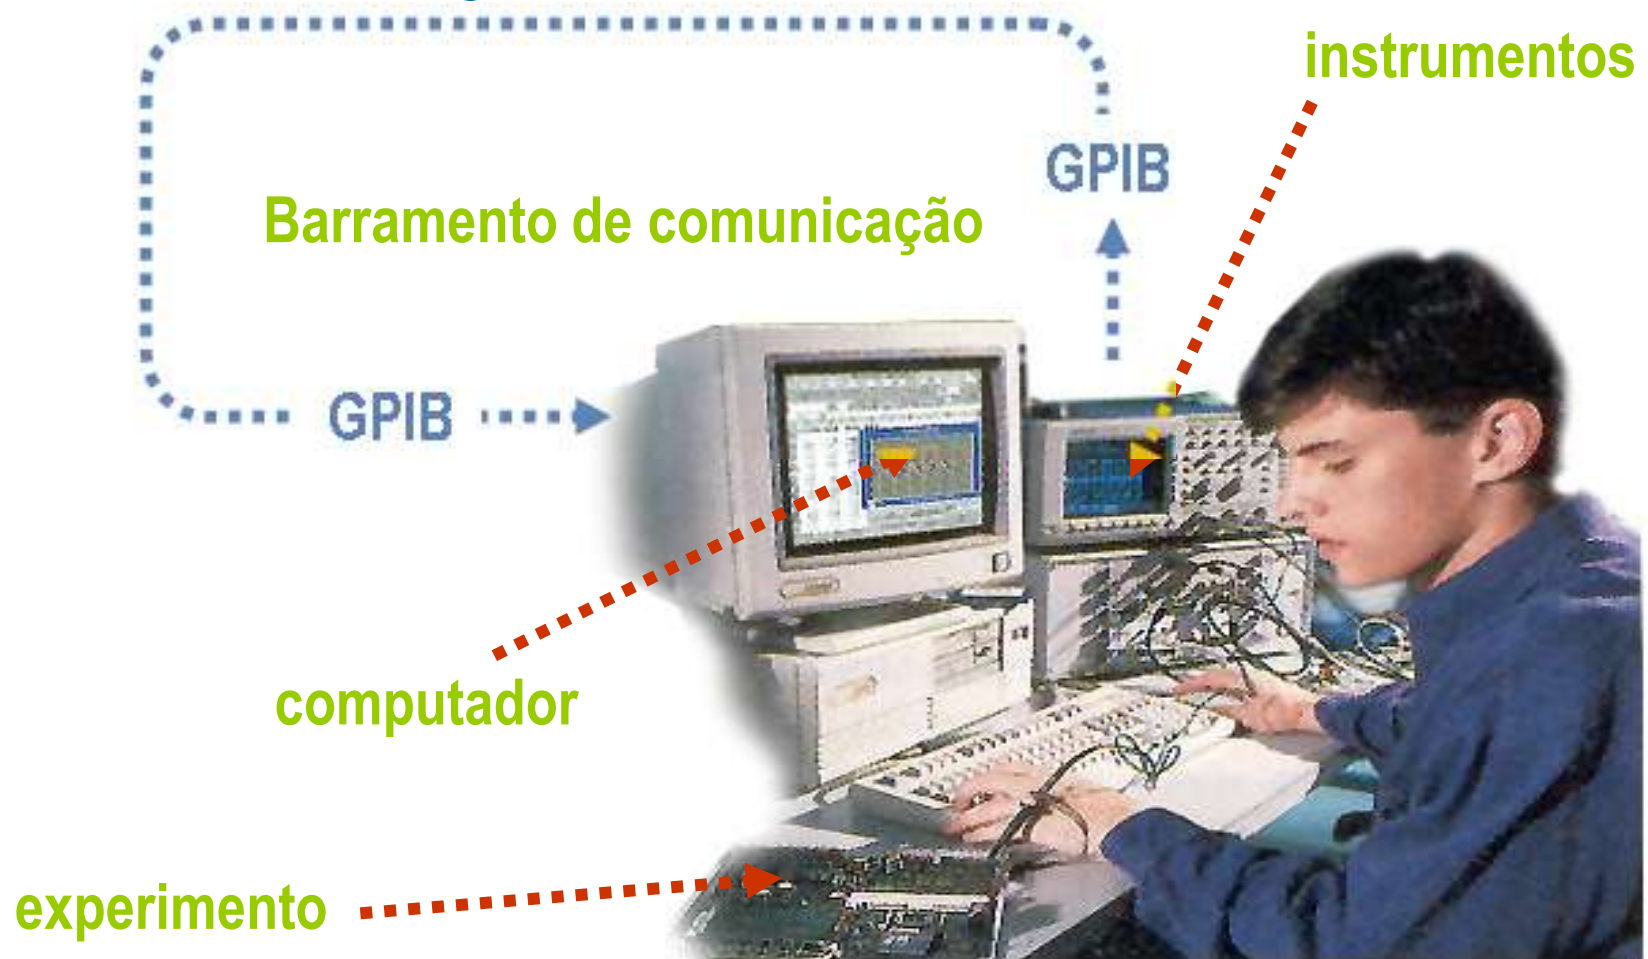 instrumentos
GPIB
Barramento de comunicação
GPIB
computador
experimento